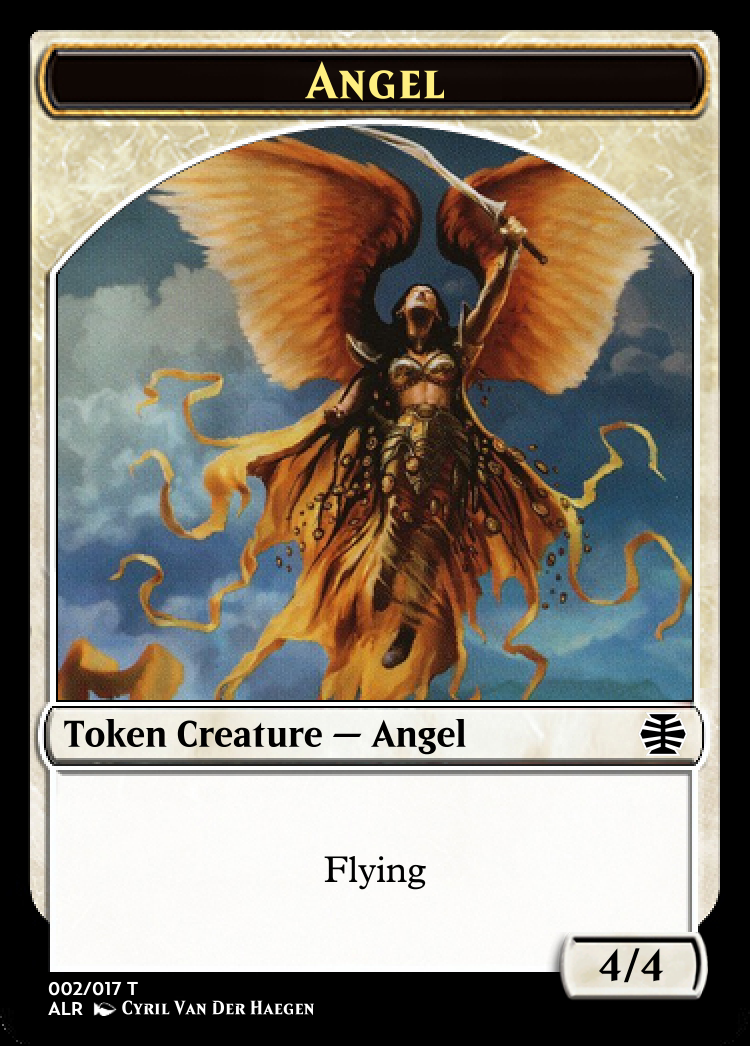 Angel
Token Creature — Angel
Flying
4/4
002/017 T
ALR Cyril Van Der Haegen